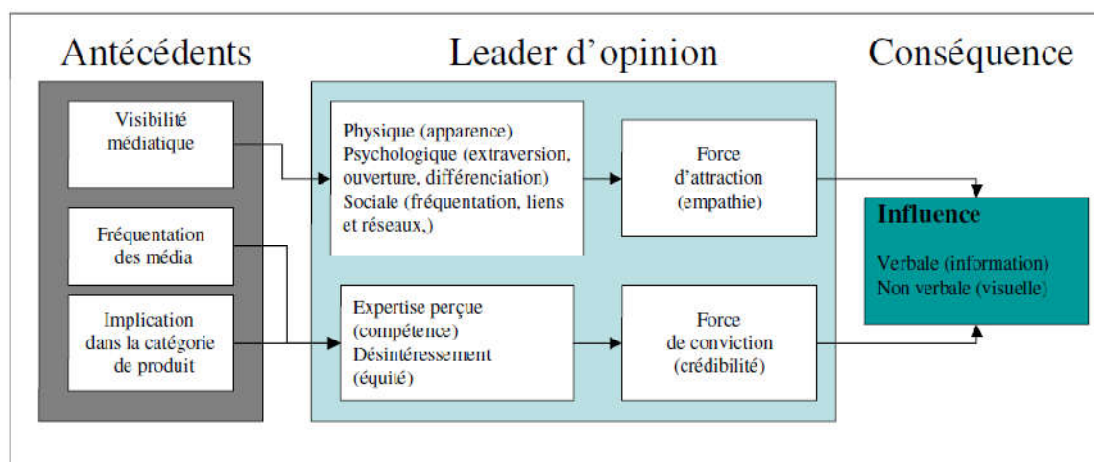 Antécédents
Leader d’opinion
Conséquence
Visibilité
médiatique
Fréquentation
des média
Implication
dans la catégorie
de produit
Physique (apparence)
Psychologique (extraversion,
ouverture, différenciation)
Sociale (fréquentation, liens
et réseaux,)
Expertise perçue
(compétence)
Désintéressement
(équité)
Force
d’attraction
(empathie)
Force
de conviction
(crédibilité)
Influence
Verbale (information)
Non verbale (visuelle)